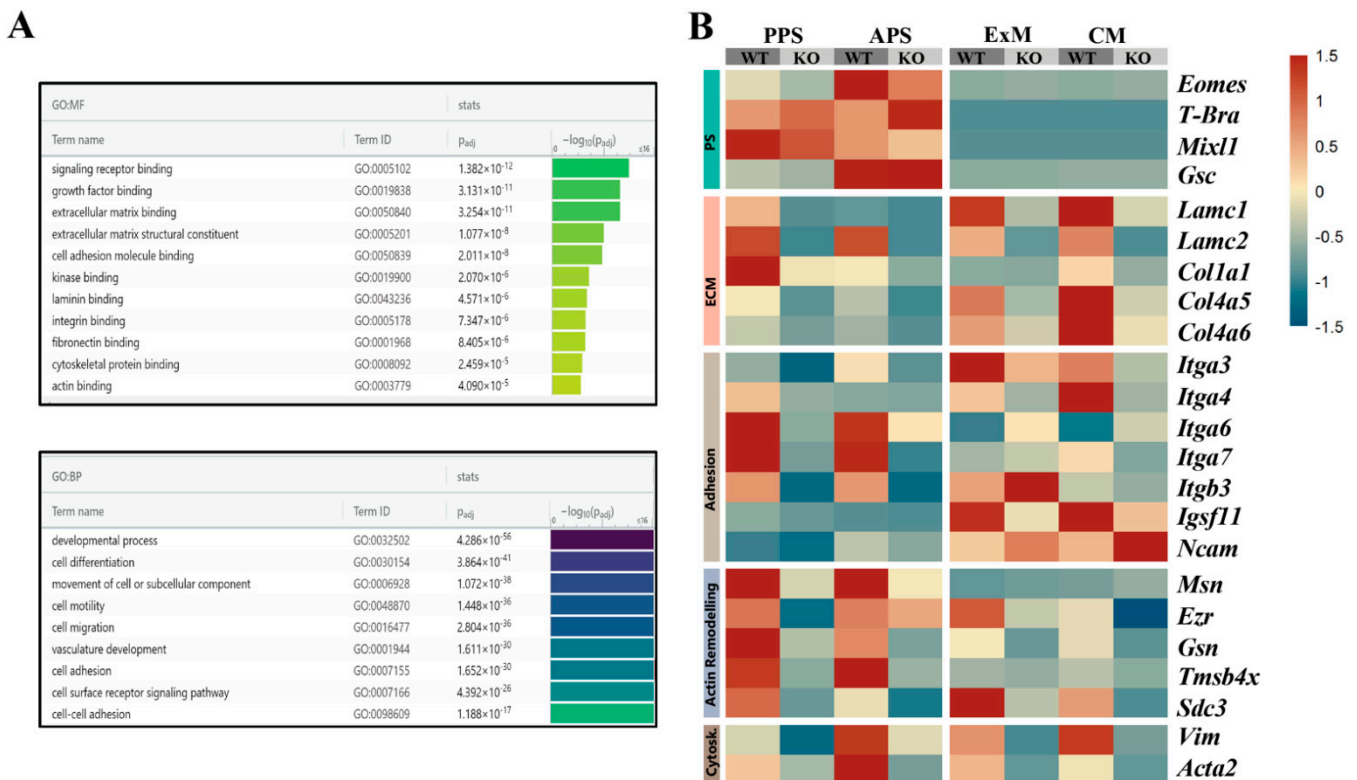 A
GO:MF stats
Term name Term ID padj −log10(padj)
0 ≤16
signaling receptor binding GO:0005102 1.382×10-12
growth factor binding GO:0019838 3.131×10-11
extracellular matrix binding GO:0050840 3.254×10-11
extracellular matrix structural constituent GO:0005201 1.077×10-8
cell adhesion molecule binding GO:0050839 2.011×10-8
kinase binding GO:0019900 2.070×10-6
laminin binding GO:0043236 4.571×10-6
integrin binding GO:0005178 7.347×10-6
fibronectin binding GO:0001968 8.405×10-6
cytoskeletal protein binding GO:0008092 2.459×10-5
actin binding GO:0003779 4.090×10-5
GO:BP stats
Term name Term ID padj −log10(padj)
0 ≤16
developmental process GO:0032502 4.286×10-56
cell differentiation GO:0030154 3.864×10-41
movement of cell or subcellular component GO:0006928 1.072×10-38
cell motility GO:0048870 1.448×10-36
cell migration GO:0016477 2.804×10-36
vasculature development GO:0001944 1.611×10-30
cell adhesion GO:0007155 1.652×10-30
cell surface receptor signaling pathway GO:0007166 4.392×10-26
cell-cell adhesion GO:0098609 1.188×10-17
B
PPS APS ExM CM
WT KO WT KO WT KO WT KO
PS
Eomes
T-Bra
Mixl1
Gsc
ECM
Lamc1
Lamc2
Col1a1
Col4a5
Col4a6
Adhesion
Itga3
Itga4
Itga6
Itga7
Itgb3
Igsf11
Ncam
Actin Remodelling
Msn
Ezr
Gsn
Tmsb4x
Sdc3
Cytosk.
Vim
Acta2
1.5
1
0.5
0
-0.5
-1
-1.5